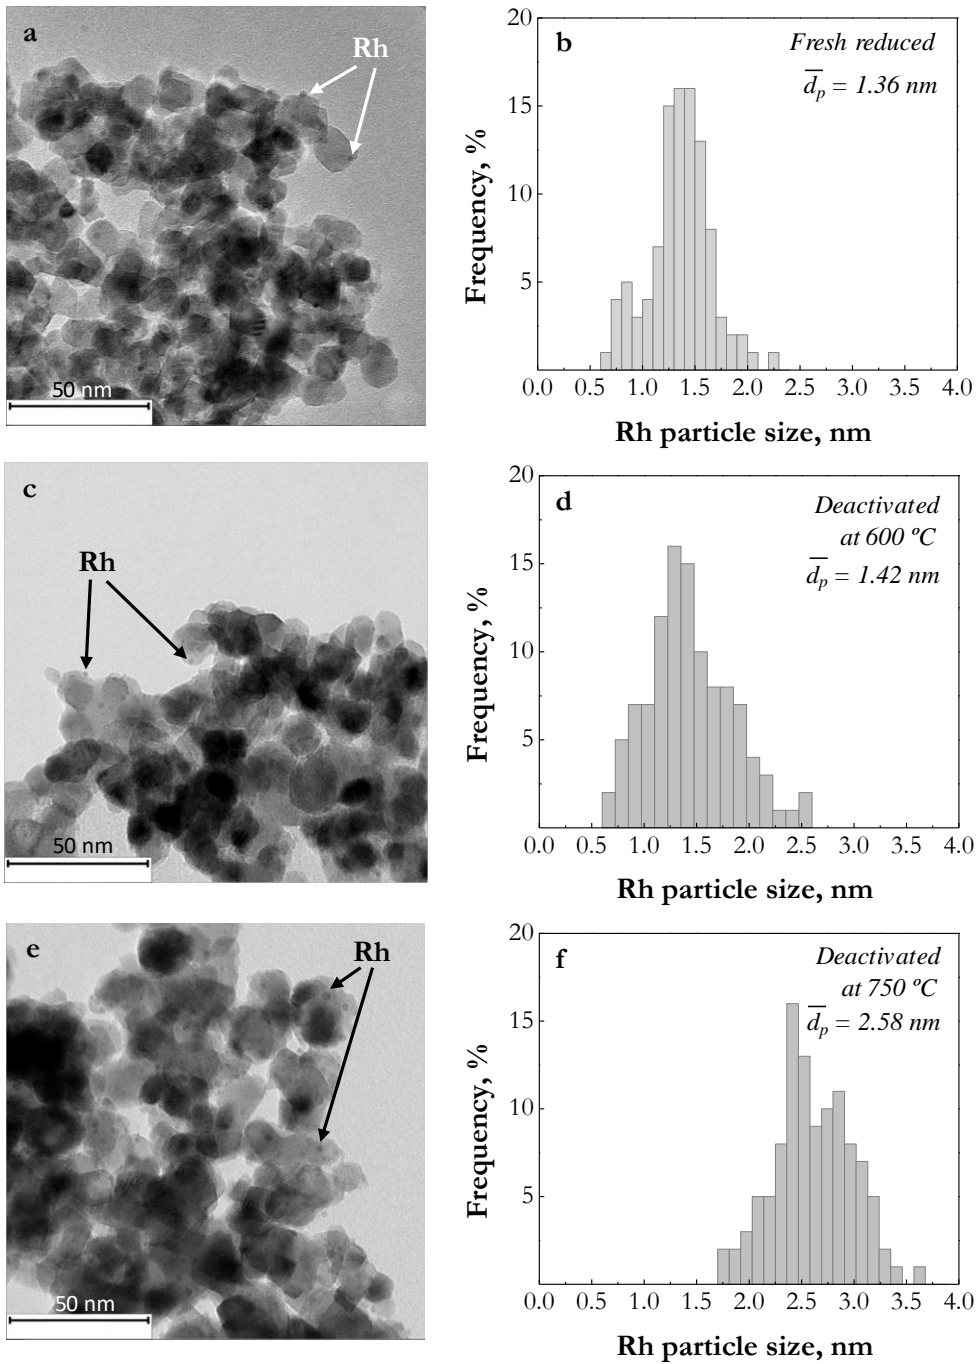 a
Rh
50 nm
b
Fresh reduced
d̅p = 1.36 nm
20
15
10
5
Frequency, %
0.0 0.5 1.0 1.5 2.0 2.5 3.0 3.5 4.0
Rh particle size, nm
c
Rh
50 nm
d
Deactivated
at 600 ºC
d̅p = 1.42 nm
20
15
10
5
Frequency, %
0.0 0.5 1.0 1.5 2.0 2.5 3.0 3.5 4.0
Rh particle size, nm
e
Rh
50 nm
f
Deactivated
at 750 ºC
d̅p = 2.58 nm
20
15
10
5
Frequency, %
0.0 0.5 1.0 1.5 2.0 2.5 3.0 3.5 4.0
Rh particle size, nm